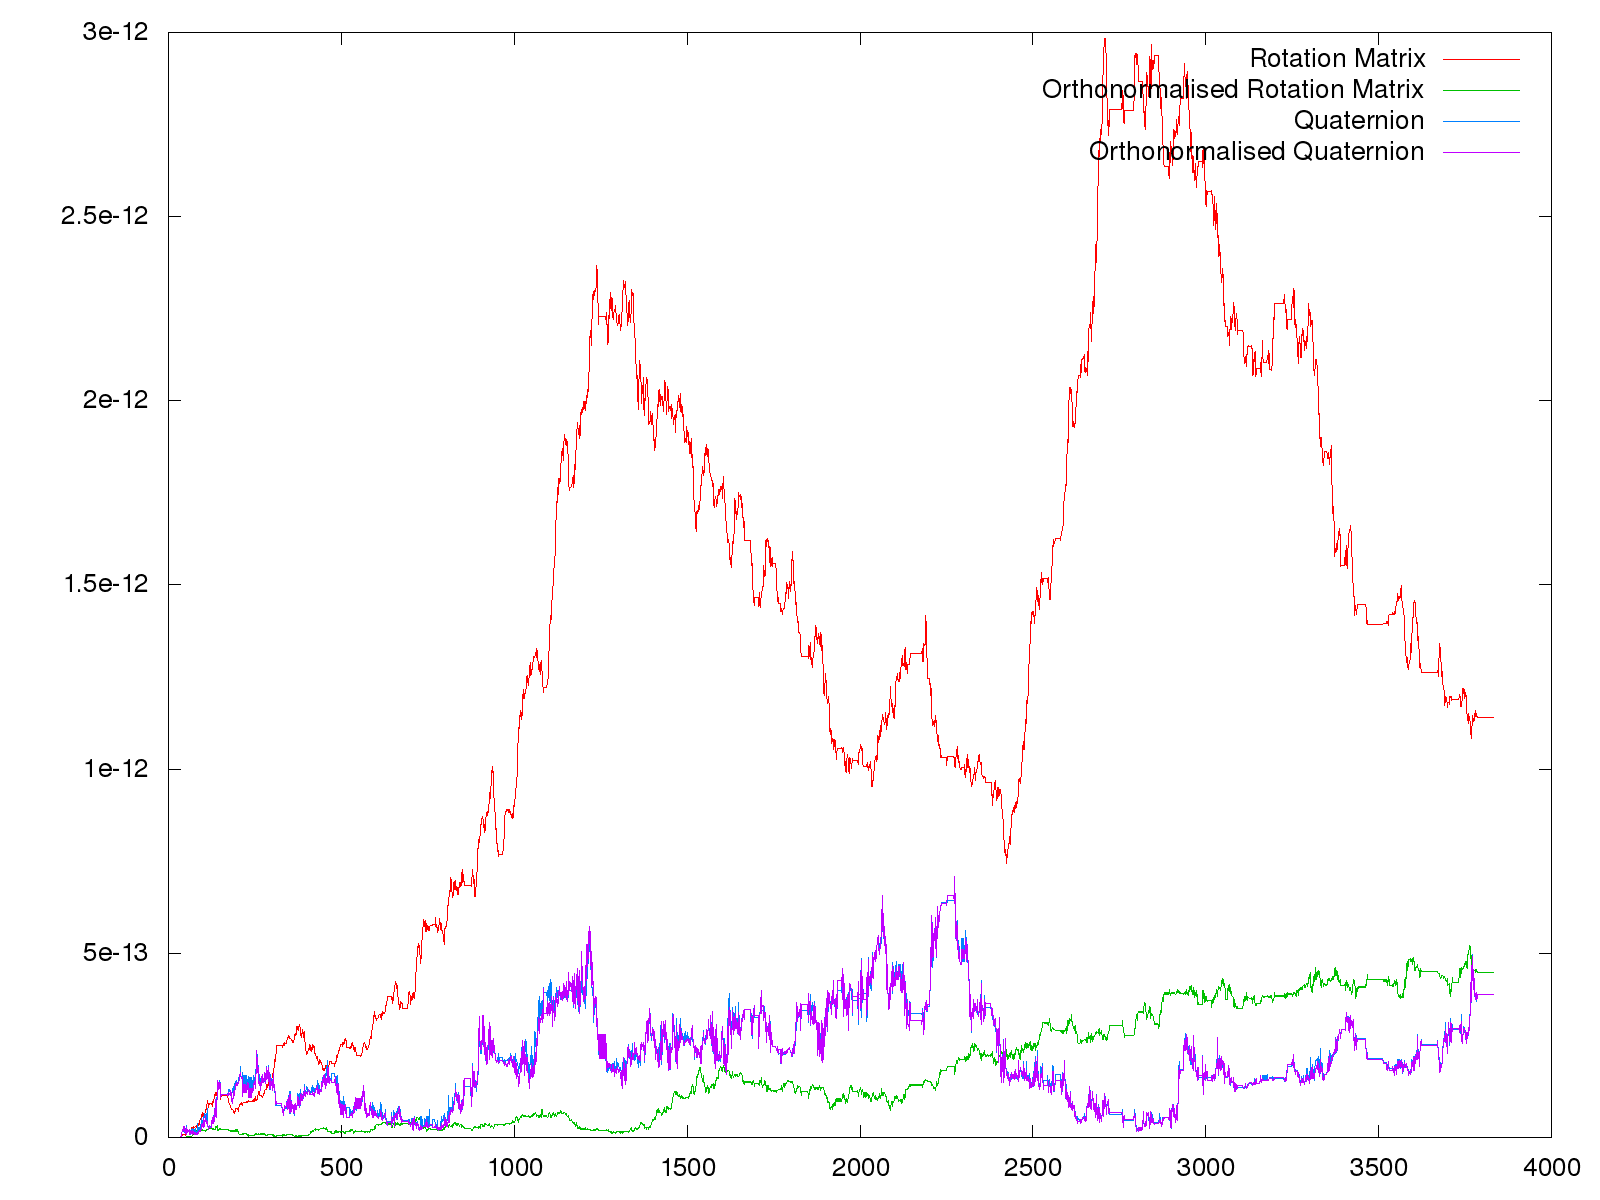 3e-12
2.5e-12
2e-12
1.5e-12
1e-12
5e-13
0
Rotation Matrix
Orthonormalised Rotation Matrix
Quaternion
Orthonormalised Quaternion
0 500 1000 1500 2000 2500 3000 3500 4000